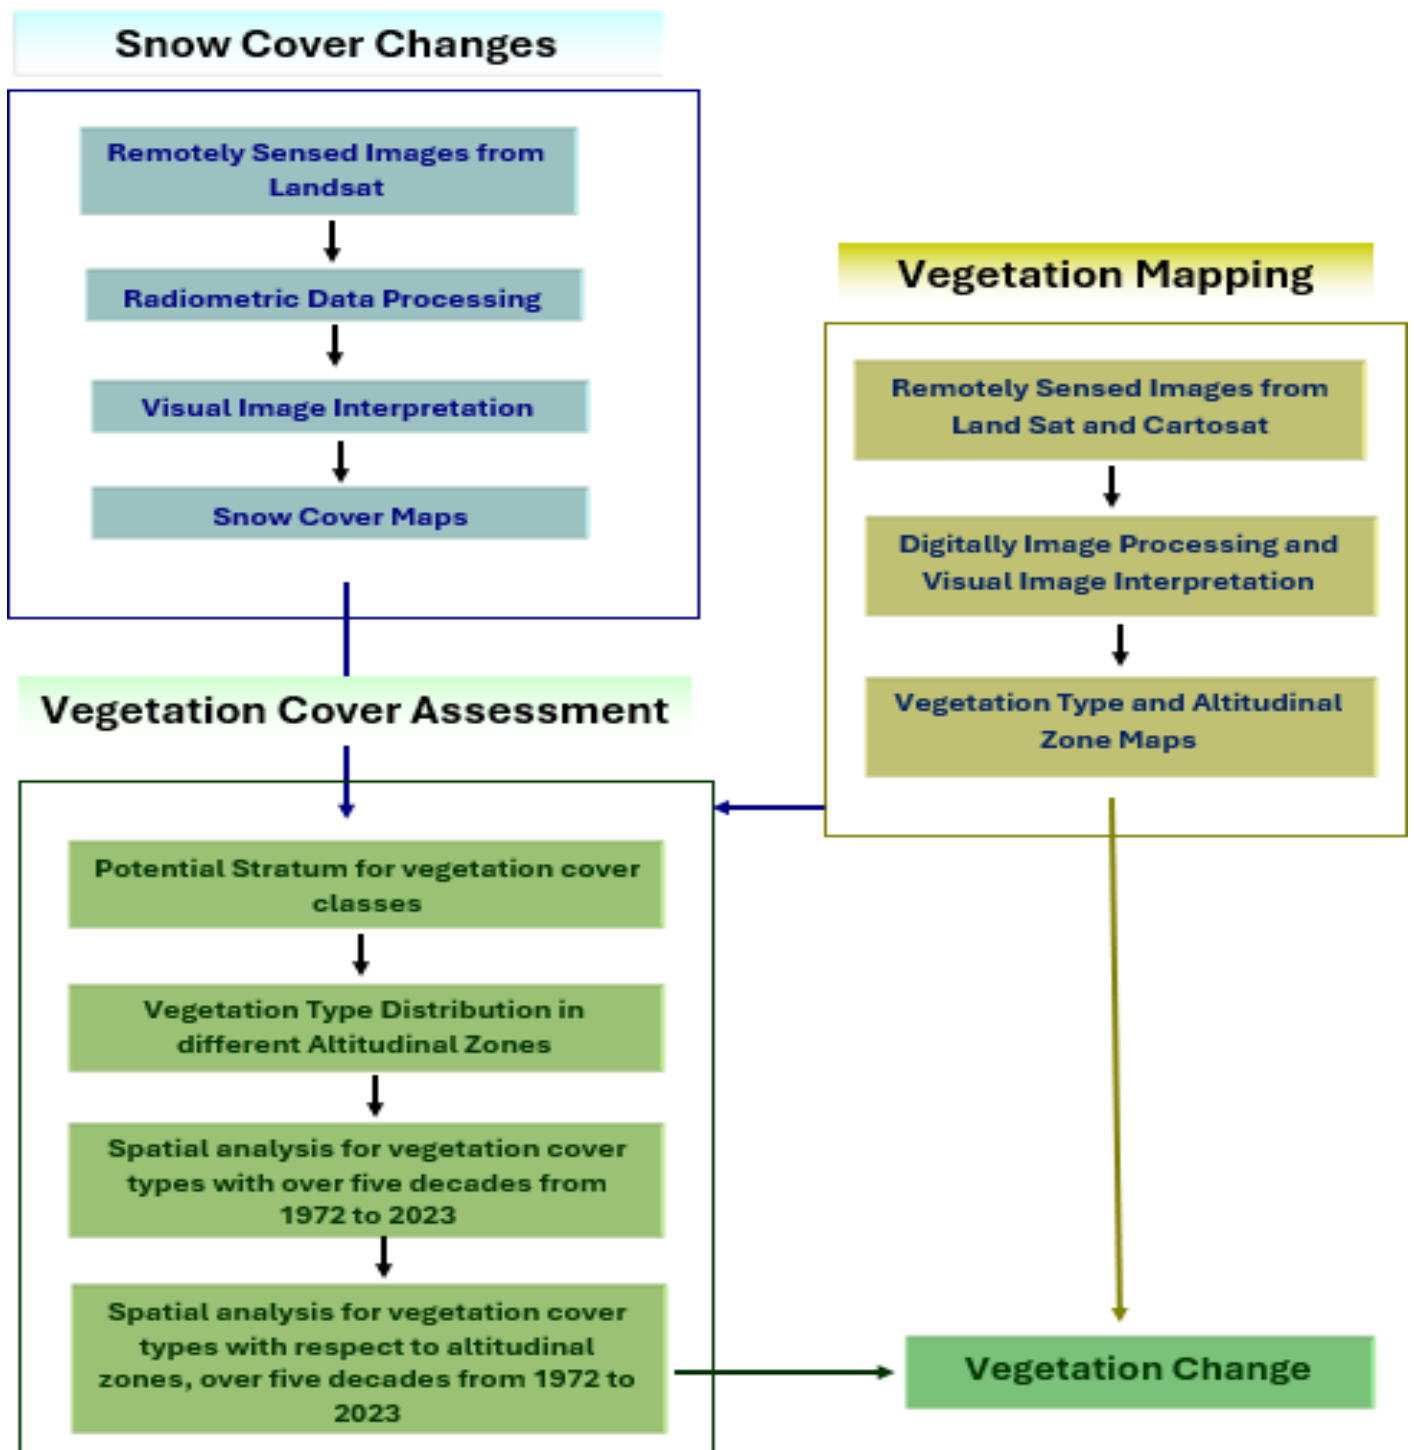 Snow Cover Changes
Remotely Sensed Images from
Landsat
Radiometric Data Processing
Visual Image Interpretation
Snow Cover Maps
Vegetation Mapping
Remotely Sensed Images from
Land Sat and Cartosat
Digitally Image Processing and
Visual Image Interpretation
Vegetation Type and Altitudinal
Zone Maps
Vegetation Cover Assessment
Potential Stratum for vegetation cover
classes
Vegetation Type Distribution in
different Altitudinal Zones
Spatial analysis for vegetation cover
types with over five decades from
1972 to 2023
Spatial analysis for vegetation cover
types with respect to altitudinal
zones, over five decades from 1972 to
2023
Vegetation Change